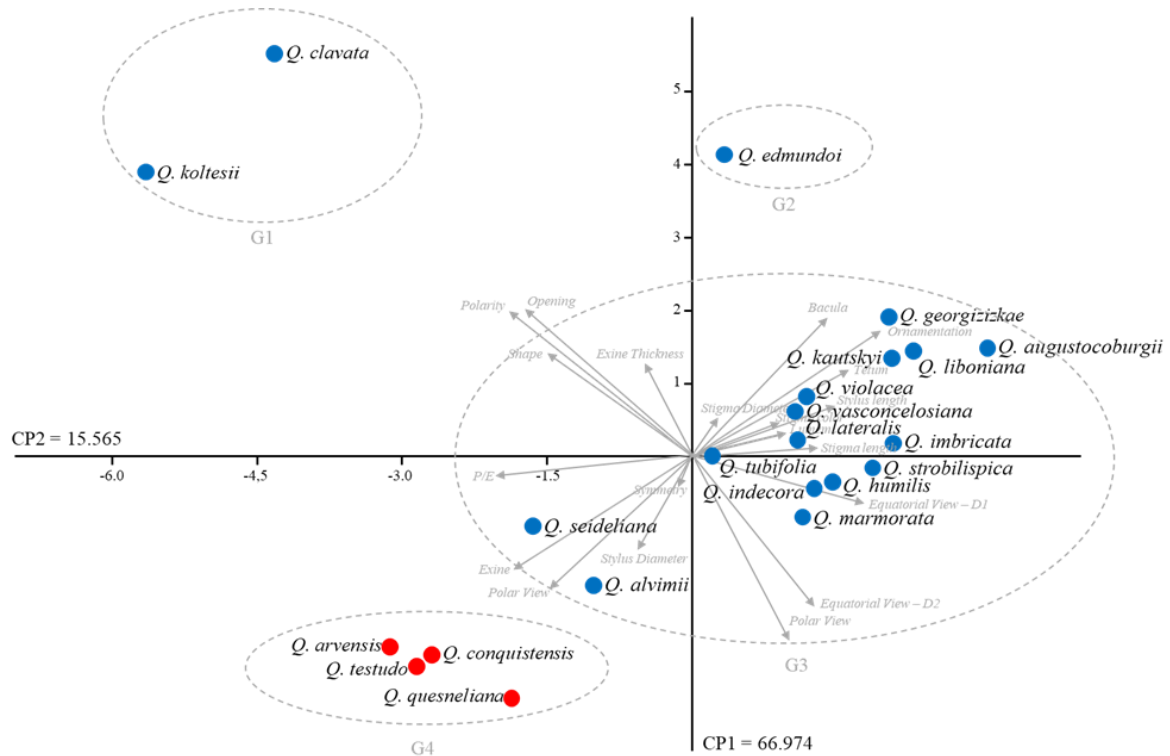 Q. clavata
5
Q. edmundoi
4
Q. koltesii
G2
G1
3
Polarity
Opening
2
Bacula
Q. georgizizkae
Ornamentation
Shape
Exine Thickness
Q. kautskyi
Q. liboniana
Q. augustocoburgii
Tetum
1
Q. violacea
Stylus length
Stigma Diameter
Q. vasconcelosiana
Q. lateralis
CP2 = 15.565
Stigma length
Q. imbricata
-6.0
-4.5
-3.0
-1.5
Q. tubifolia
Q. strobilispica
P/E
Symmetry
Q. indecora
Q. humilis
Equatorial View – D1
Q. seideliana
Q. marmorata
Exine
Stylus Diameter
Polar View
Q. alvimii
Equatorial View – D2
Polar View
Q. arvensis
Q. conquistensis
Q. testudo
G3
Q. quesneliana
G4
CP1 = 66.974